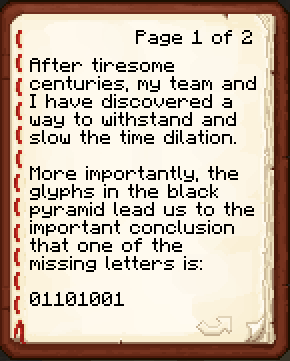 Page 1 of 2
After tiresome
centuries, my team and
I have discovered a
way to withstand and
slow the time dilation.
More importantly, the
glyphs in the black
pyramid lead us to the
important conclusion
that one of the
missing letters is:
01101001